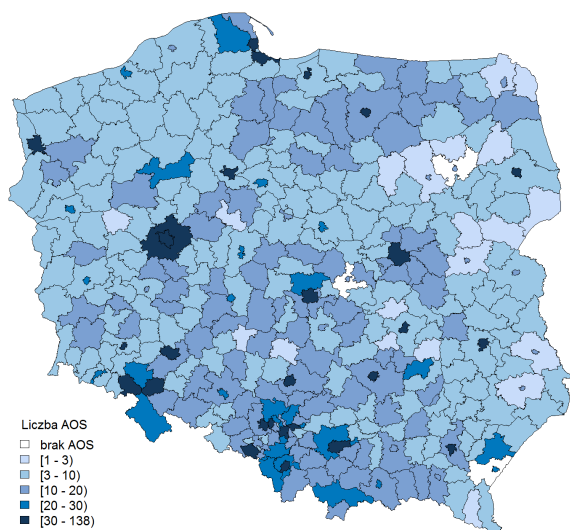 Liczba AOS
brak AOS
[1 - 3)
[3 - 10)
[10 - 20)
[20 - 30)
[30 - 138)